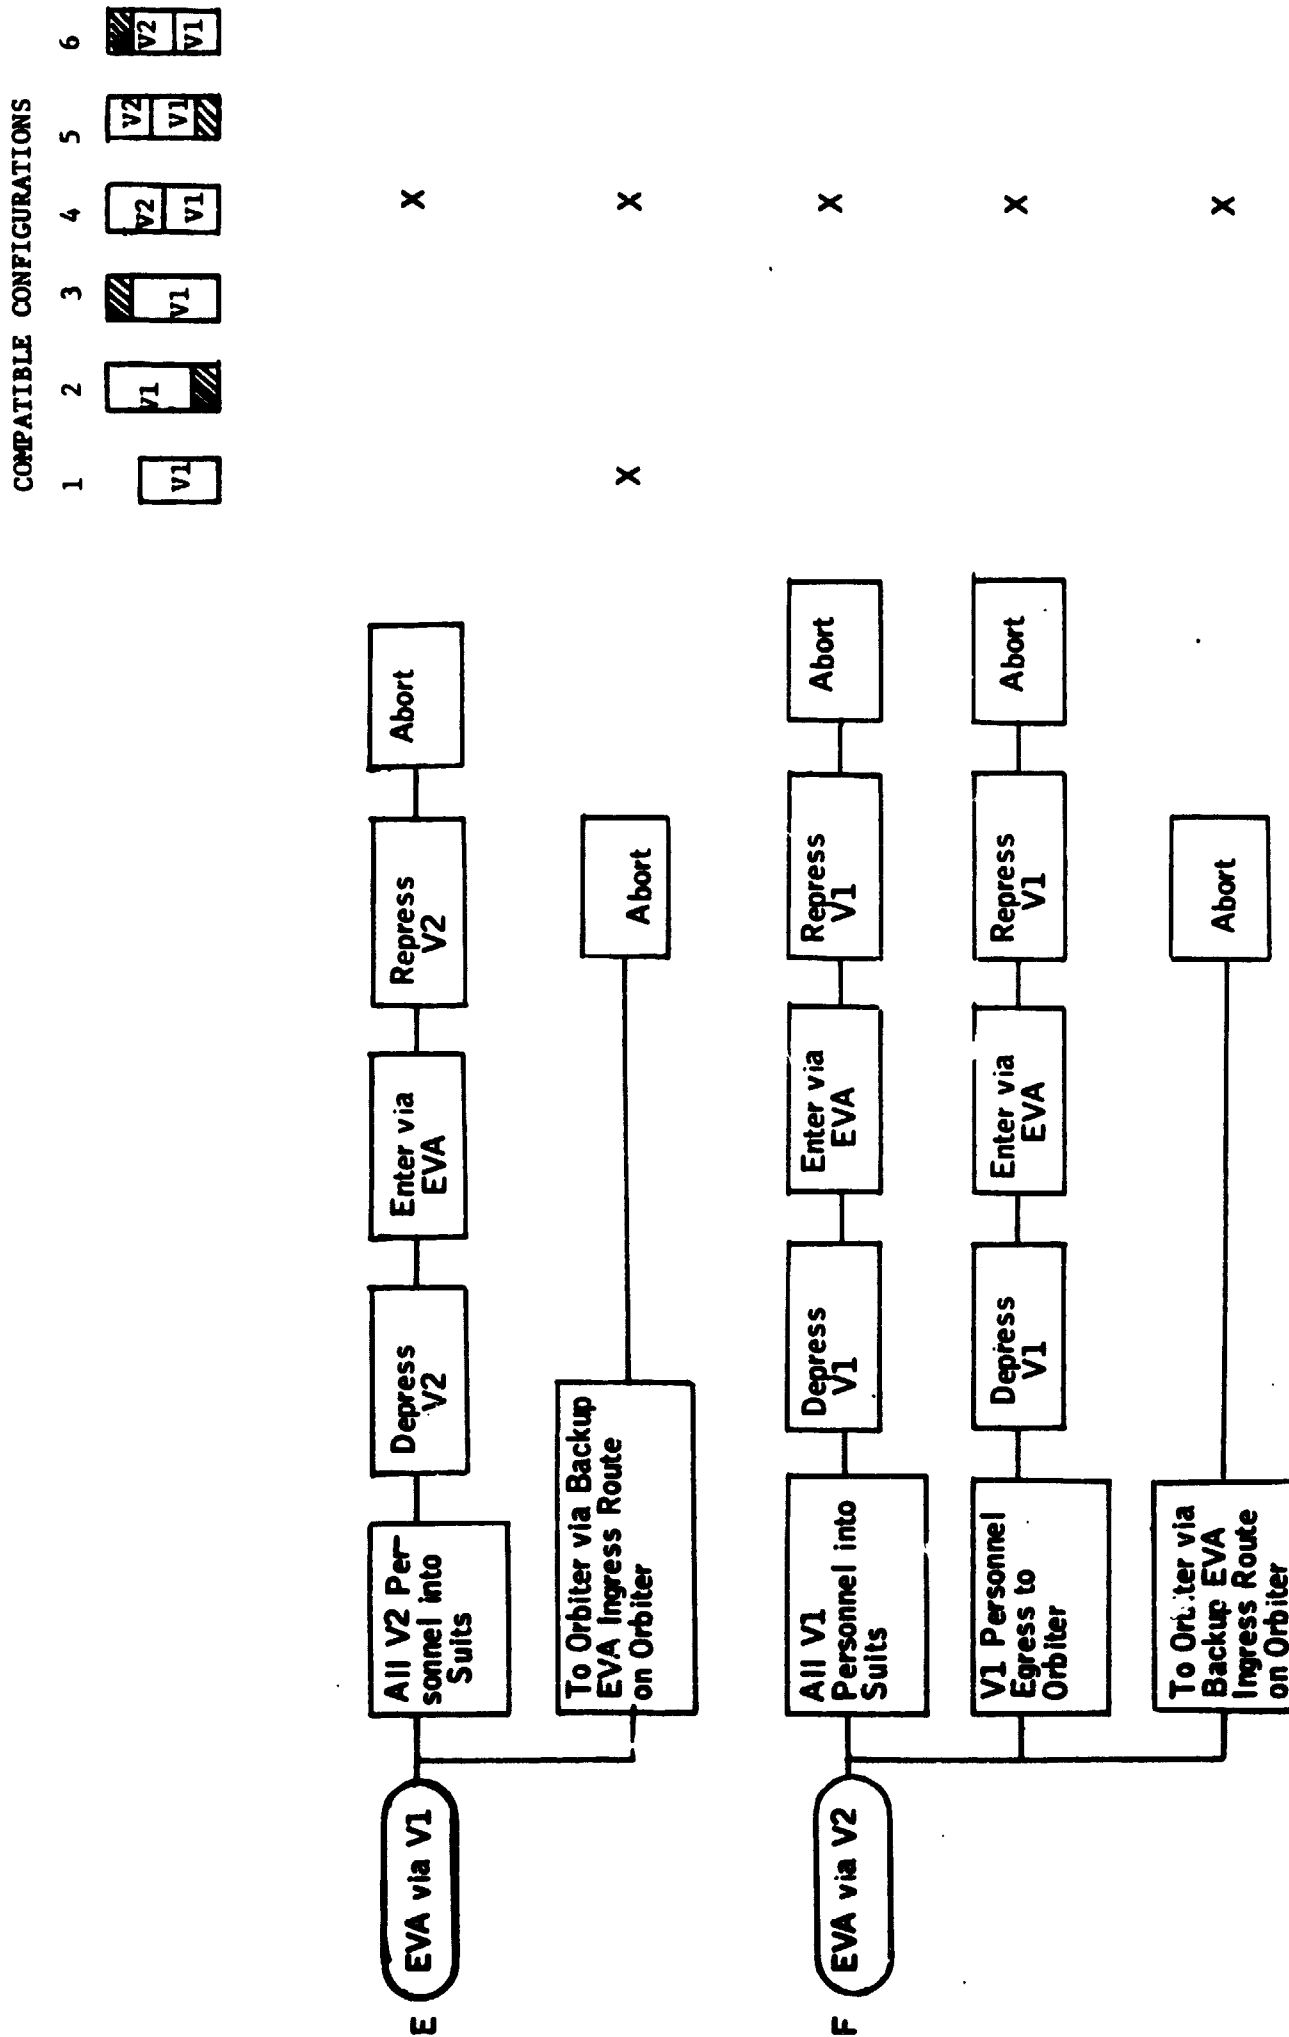 COMPATIBLE CONFIGURATIONS
1 2 3 4 5 6
V1
V1
V1
V2
V1
V2
V1
V2
V1
E
EVA via V1
All V2 Per-
sonnel into
Suits
Depress
V2
Enter via
EVA
Repress
V2
Abort
X
To Orbiter via Backup
EVA Ingress Route
on Orbiter
Abort
X X
F
EVA via V2
All V1
Personnel into
Suits
Depress
V1
Enter via
EVA
Repress
V1
Abort
X
V1 Personnel
Egress to
Orbiter
Depress
V1
Enter via
EVA
Repress
V1
Abort
X
To Orbiter via
Backup EVA
Ingress Route
on Orbiter
Abort
X